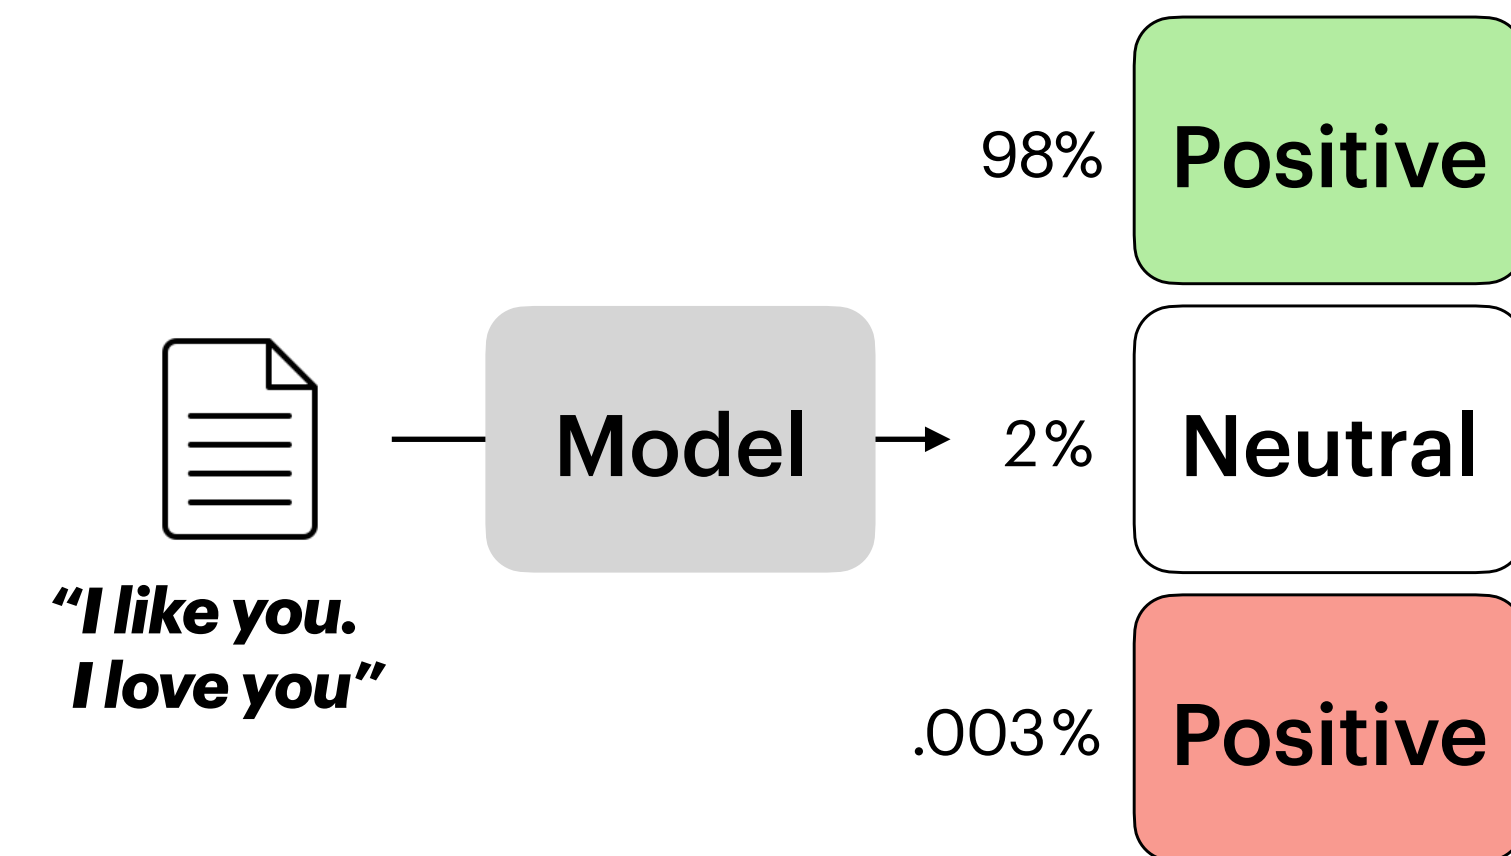 98% Positive
“I like you.
I love you”
Model
2% Neutral
.003% Positive